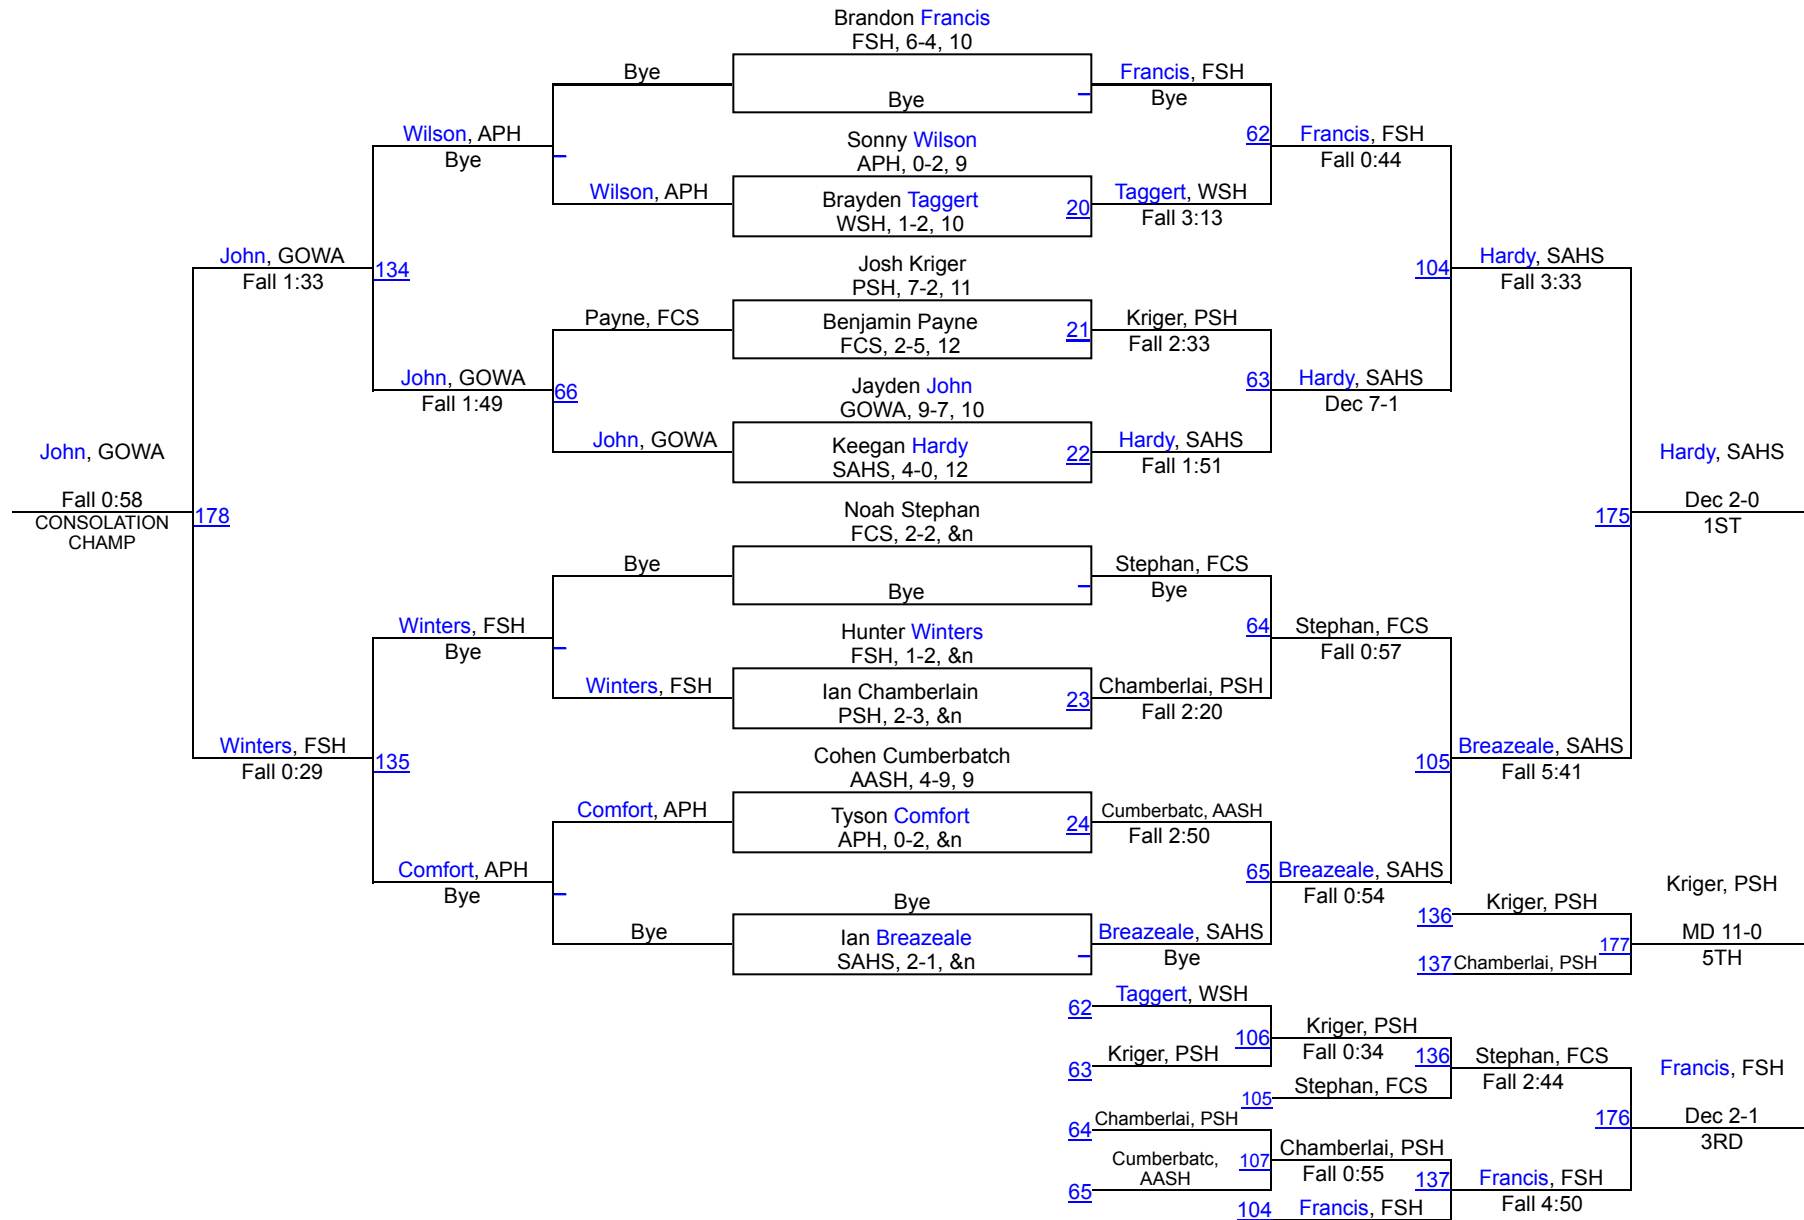 Brandon Francis
FSH, 6-4, 10
Bye
Bye
Francis, FSH
Bye
Wilson, APH
Bye
Sonny Wilson
APH, 0-2, 9
62
Francis, FSH
Fall 0:44
Wilson, APH
Brayden Taggert
WSH, 1-2, 10
20
Taggert, WSH
Fall 3:13
John, GOWA
Fall 1:33
134
Josh Kriger
PSH, 7-2, 11
104
Hardy, SAHS
Fall 3:33
Payne, FCS
Benjamin Payne
FCS, 2-5, 12
21
Kriger, PSH
Fall 2:33
John, GOWA
Fall 1:49
66
Jayden John
GOWA, 9-7, 10
63
Hardy, SAHS
Dec 7-1
John, GOWA
Keegan Hardy
SAHS, 4-0, 12
22
Hardy, SAHS
Fall 1:51
John, GOWA
Fall 0:58
CONSOLATION
CHAMP
178
Hardy, SAHS
175
Dec 2-0
1ST
Noah Stephan
FCS, 2-2, &n
Bye
Bye
Stephan, FCS
Bye
Winters, FSH
Bye
Hunter Winters
FSH, 1-2, &n
64
Stephan, FCS
Fall 0:57
Winters, FSH
Ian Chamberlain
PSH, 2-3, &n
23
Chamberlai, PSH
Fall 2:20
Winters, FSH
Fall 0:29
135
Cohen Cumberbatch
AASH, 4-9, 9
105
Breazeale, SAHS
Fall 5:41
Comfort, APH
Tyson Comfort
APH, 0-2, &n
24
Cumberbatc, AASH
Fall 2:50
Comfort, APH
Bye
65
Breazeale, SAHS
Fall 0:54
Bye
Bye
Ian Breazeale
SAHS, 2-1, &n
Breazeale, SAHS
Bye
136
Kriger, PSH
137
Chamberlai, PSH
177
Kriger, PSH
MD 11-0
5TH
62
Taggert, WSH
63
Kriger, PSH
106
Kriger, PSH
Fall 0:34
105
Stephan, FCS
136
Stephan, FCS
Fall 2:44
64
Chamberlai, PSH
65
Cumberbatc,
AASH
107
Chamberlai, PSH
Fall 0:55
104
Francis, FSH
137
Francis, FSH
Fall 4:50
176
Francis, FSH
Dec 2-1
3RD